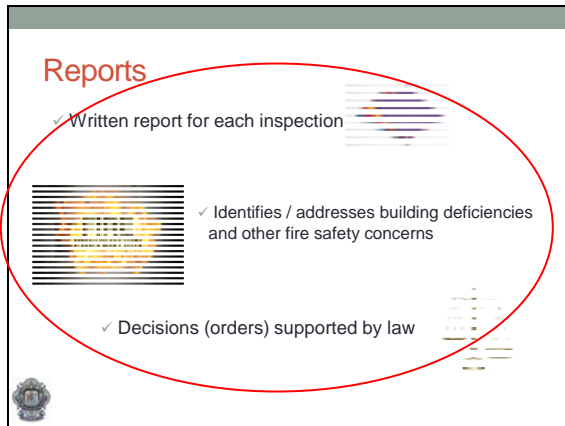 Reports
✓ Written report for each inspection
✓ Identifies / addresses building deficiencies
and other fire safety concerns
✓ Decisions (orders) supported by law